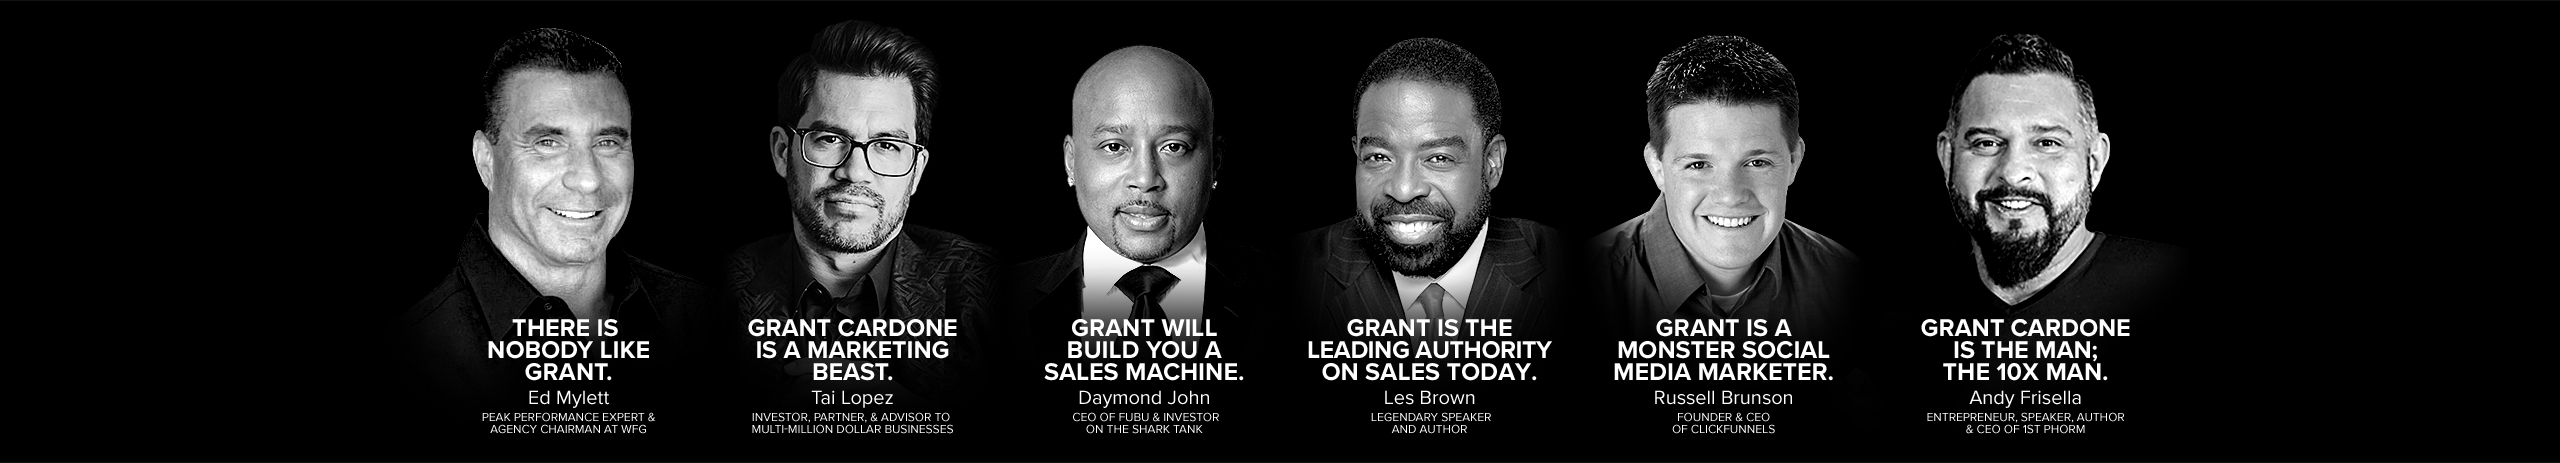 THERE IS
NOBODY LIKE
GRANT.
Ed Mylett
PEAK PERFORMANCE EXPERT &
AGENCY CHAIRMAN AT WFG
GRANT CARDONE
IS A MARKETING
BEAST.
Tai Lopez
INVESTOR, PARTNER, & ADVISOR TO
MULTI-MILLION DOLLAR BUSINESSES
GRANT WILL
BUILD YOU A
SALES MACHINE.
Daymond John
CEO OF FUBU & INVESTOR
ON THE SHARK TANK
GRANT IS THE
LEADING AUTHORITY
ON SALES TODAY.
Les Brown
LEGENDARY SPEAKER
AND AUTHOR
GRANT IS A
MONSTER SOCIAL
MEDIA MARKETER.
Russell Brunson
FOUNDER & CEO
OF CLICKFUNNELS
GRANT CARDONE
IS THE MAN;
THE 10X MAN.
Andy Frisella
ENTREPRENEUR, SPEAKER, AUTHOR
& CEO OF 1ST PHORM